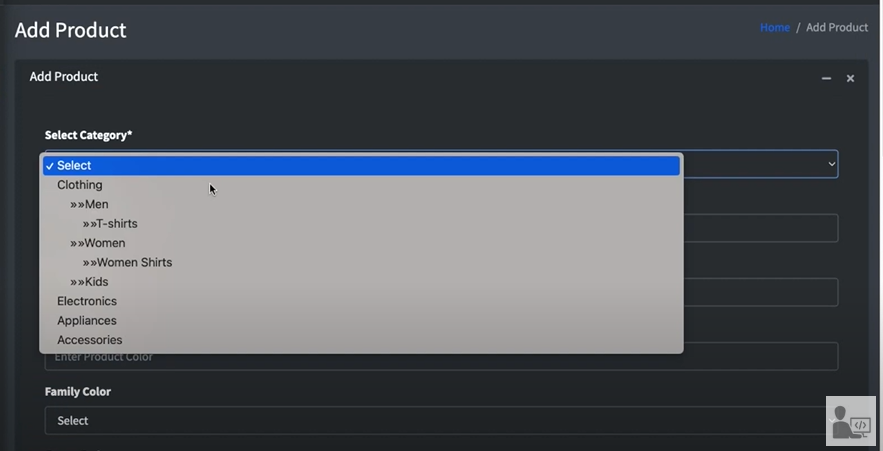 Add Product
Home / Add Product
Add Product
Select Category*
✓ Select
Clothing
»»Men
»»T-shirts
»»Women
»»Women Shirts
»»Kids
Electronics
Appliances
Accessories
Enter Product Color
Family Color
Select